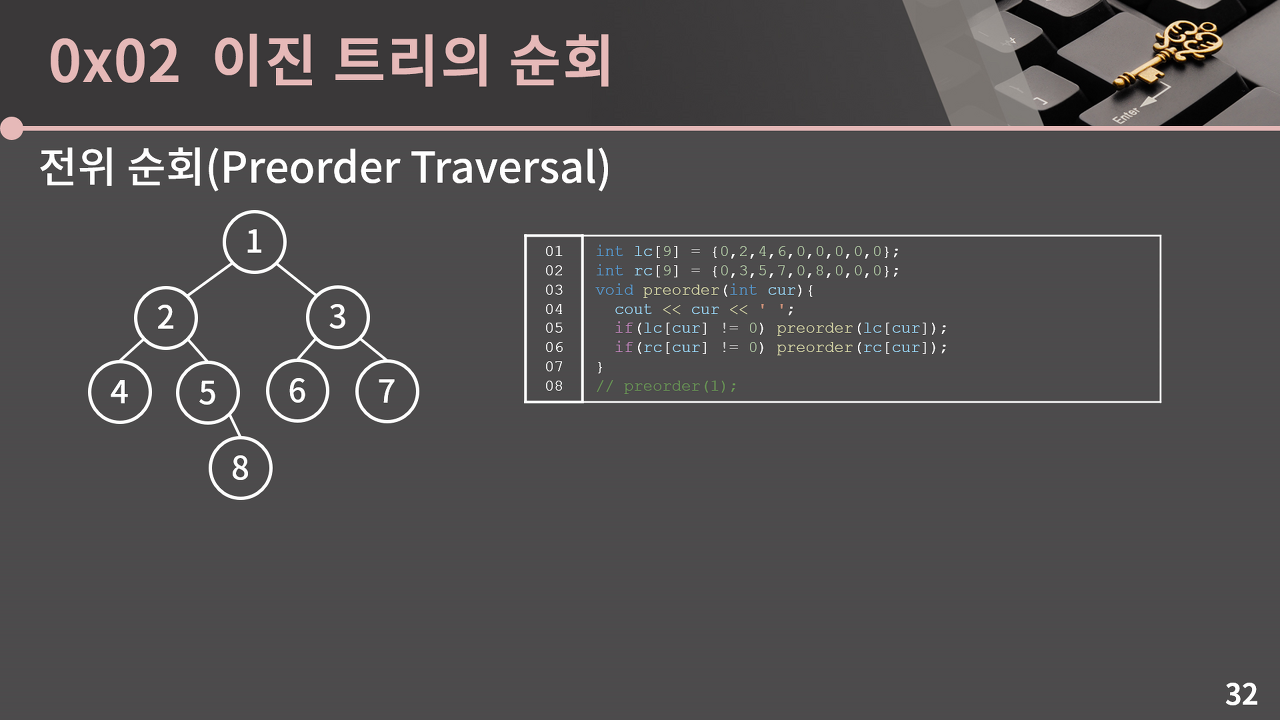 0x02 이진 트리의 순회
Enter
전위 순회(Preorder Traversal)
1
2 3
4 5 6 7
8
01 int lc[9] = {0,2,4,6,0,0,0,0,0};
02 int rc[9] = {0,3,5,7,0,8,0,0,0};
03 void preorder(int cur){
04 cout << cur << ' ';
05 if(lc[cur] != 0) preorder(lc[cur]);
06 if(rc[cur] != 0) preorder(rc[cur]);
07 }
08 // preorder(1);
32